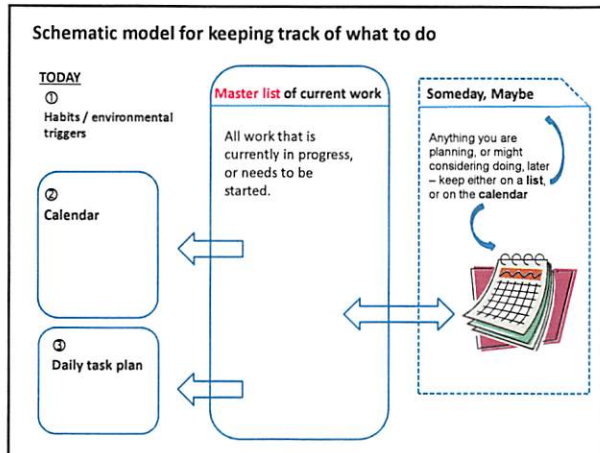 Schematic model for keeping track of what to do
TODAY
①
Habits / environmental
triggers
②
Calendar
③
Daily task plan
Master list of current work
All work that is
currently in progress,
or needs to be
started.
Someday, Maybe
Anything you are
planning, or might
considering doing, later
– keep either on a list,
or on the calendar